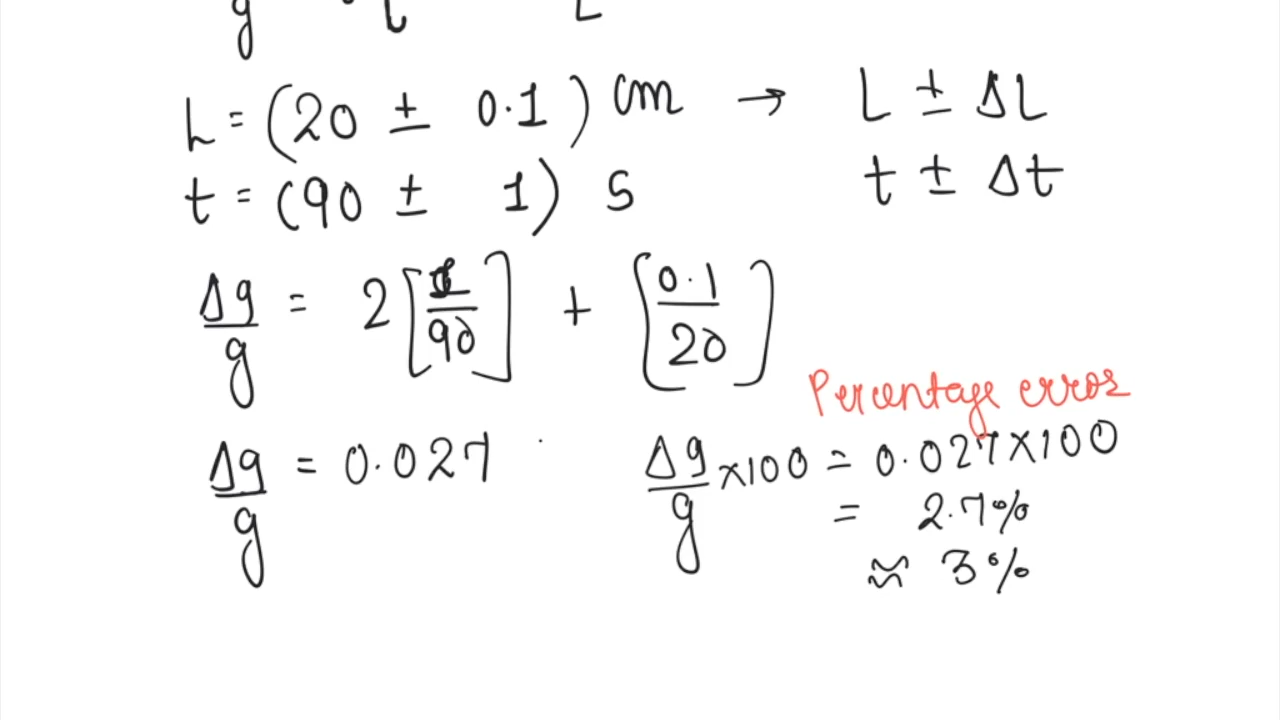 g t L
L = (20 ± 0.1) cm → L ± ΔL
t = (90 ± 1) s t ± Δt
Δg/g = 2[1/90] + [0.1/20]
Percentage error
Δg/g = 0.027 Δg/g ×100 = 0.027×100
= 2.7%
≈ 3%